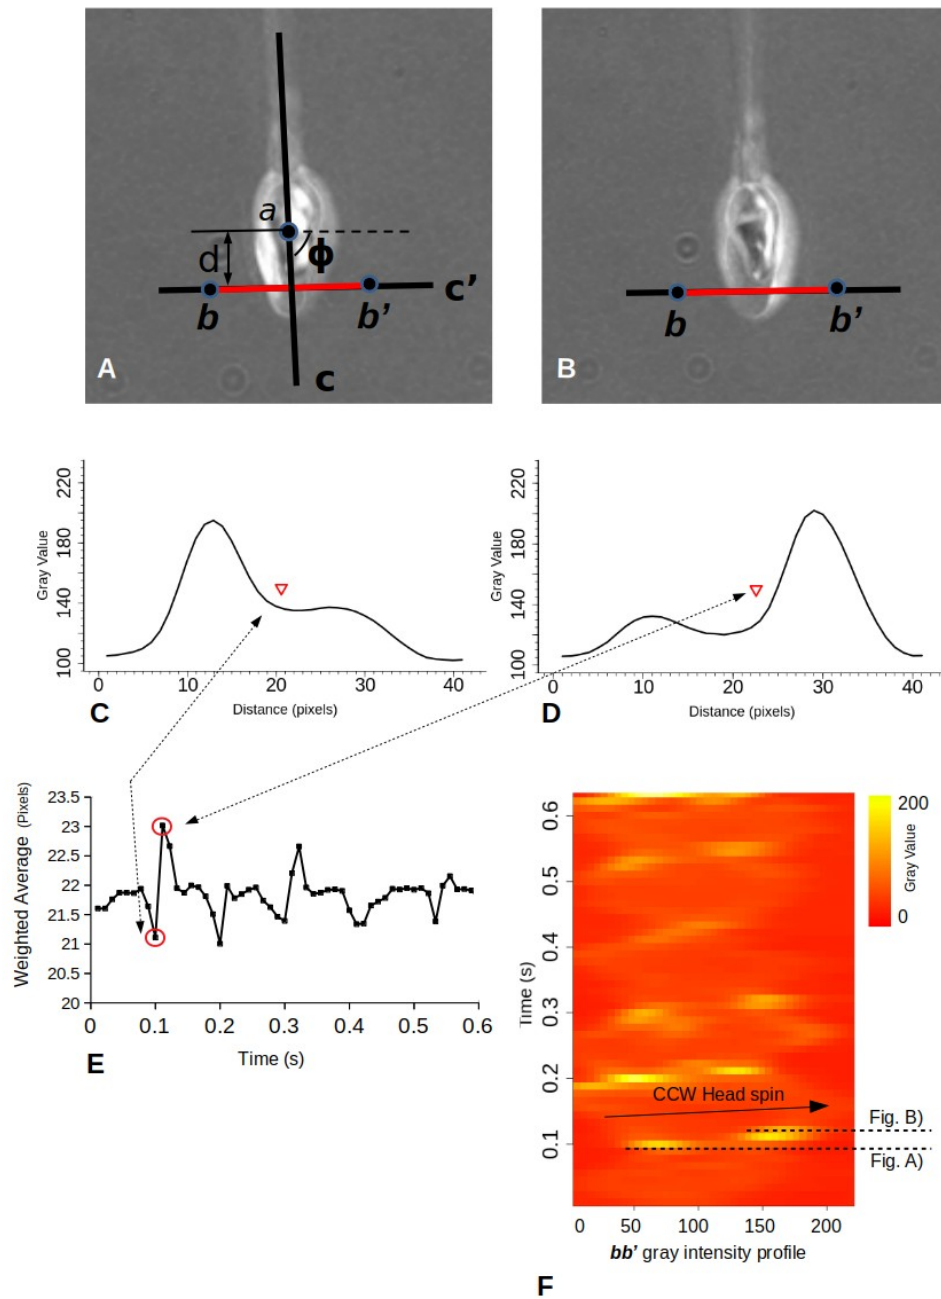 a
d
ϕ
c’
b
b’
c
A
b
b’
B
220
180
140
100
Gray Value
0
10
20
30
40
Distance (pixels)
C
220
180
140
100
Gray Value
0
10
20
30
40
Distance (pixels)
D
23.5
23
22.5
22
21.5
21
20.5
20
Weighted Average (Pixels)
0
0.1
0.2
0.3
0.4
0.5
0.6
Time (s)
E
200
0
Gray Value
0.6
0.5
0.4
0.3
0.2
0.1
Time (s)
CCW Head spin
Fig. B)
Fig. A)
0
50
100
150
200
bb’ gray intensity profile
F